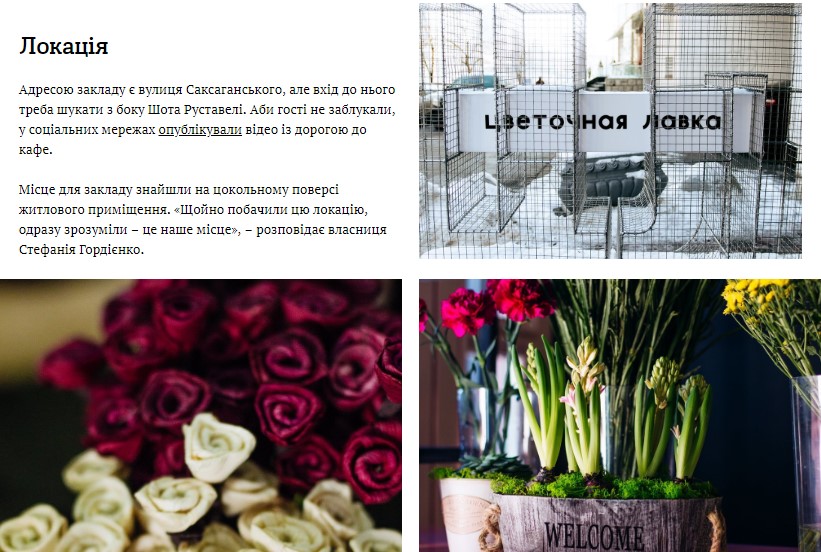 Локація
Адресою закладу є вулиця Саксаганського, але вхід до нього
треба шукати з боку Шота Руставелі. Аби гості не заблукали,
у соціальних мережах опублікували відео із дорогою до
кафе.
Місце для закладу знайшли на цокольному поверсі
житлового приміщення. «Щойно побачили цю локацію,
одразу зрозуміли – це наше місце», – розповідає власниця
Стефанія Гордієнко.
цветочная лавка
WELCOME